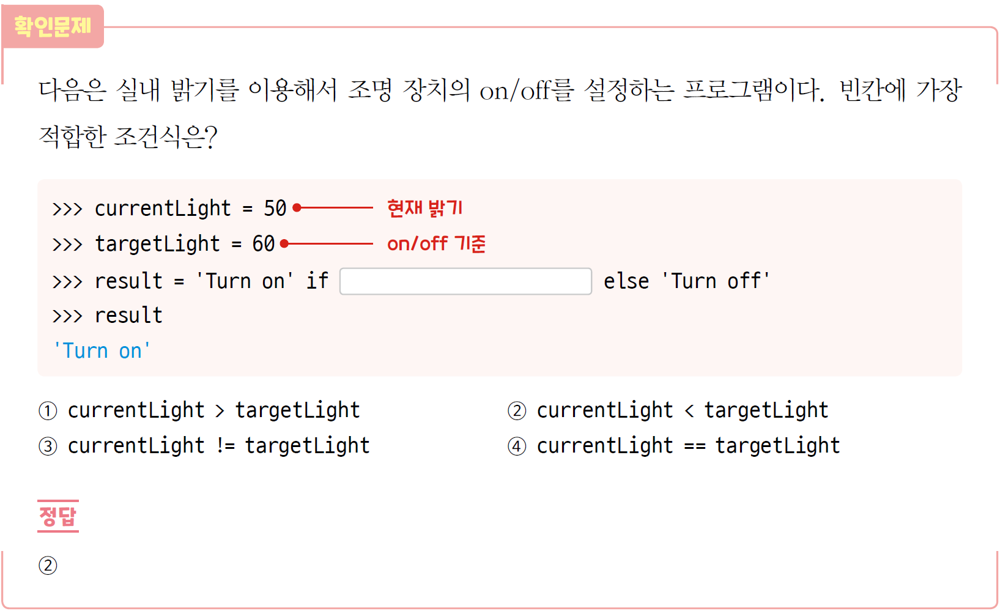 확인문제
다음은 실내 밝기를 이용해서 조명 장치의 on/off를 설정하는 프로그램이다. 빈칸에 가장
적합한 조건식은?
>>> currentLight = 50 현재 밝기
>>> targetLight = 60 on/off 기준
>>> result = 'Turn on' if else 'Turn off'
>>> result
'Turn on'
① currentLight > targetLight ② currentLight < targetLight
③ currentLight != targetLight ④ currentLight == targetLight
정답
②